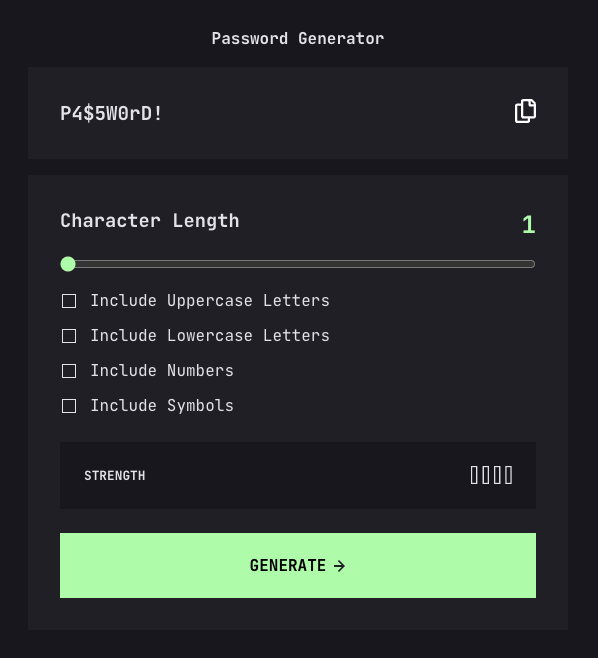 Password Generator
P4$5W0rD!
Character Length
1
Include Uppercase Letters
Include Lowercase Letters
Include Numbers
Include Symbols
STRENGTH
GENERATE →